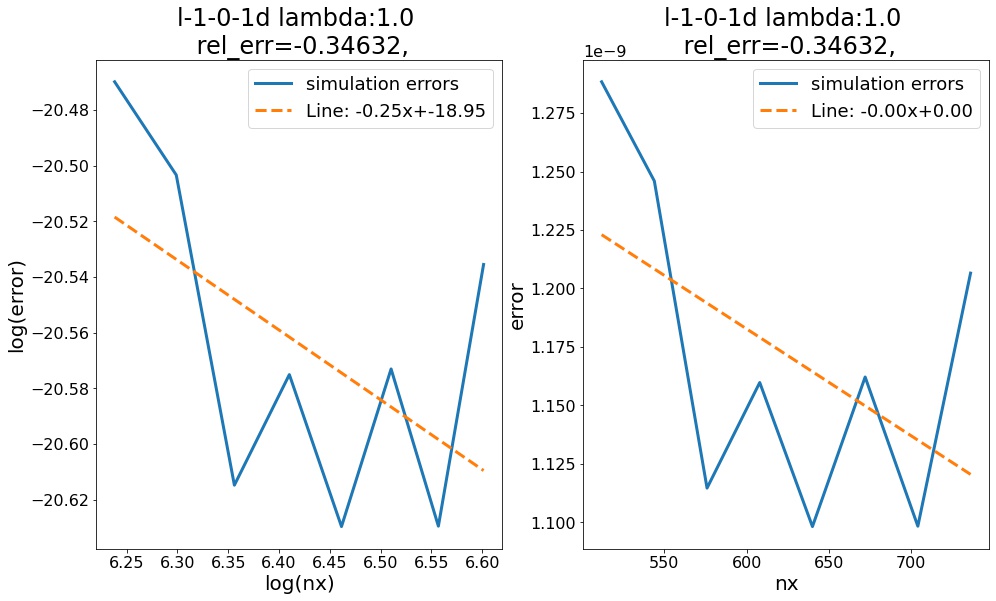 l-1-0-1d lambda:1.0
rel_err=-0.34632,
simulation errors
Line: -0.25x+-18.95
−20.48
−20.50
−20.52
−20.54
−20.56
−20.58
−20.60
−20.62
log(error)
6.25 6.30 6.35 6.40 6.45 6.50 6.55 6.60
log(nx)
l-1-0-1d lambda:1.0
rel_err=-0.34632,
1e−9
simulation errors
Line: -0.00x+0.00
1.275
1.250
1.225
1.200
1.175
1.150
1.125
1.100
error
550 600 650 700
nx